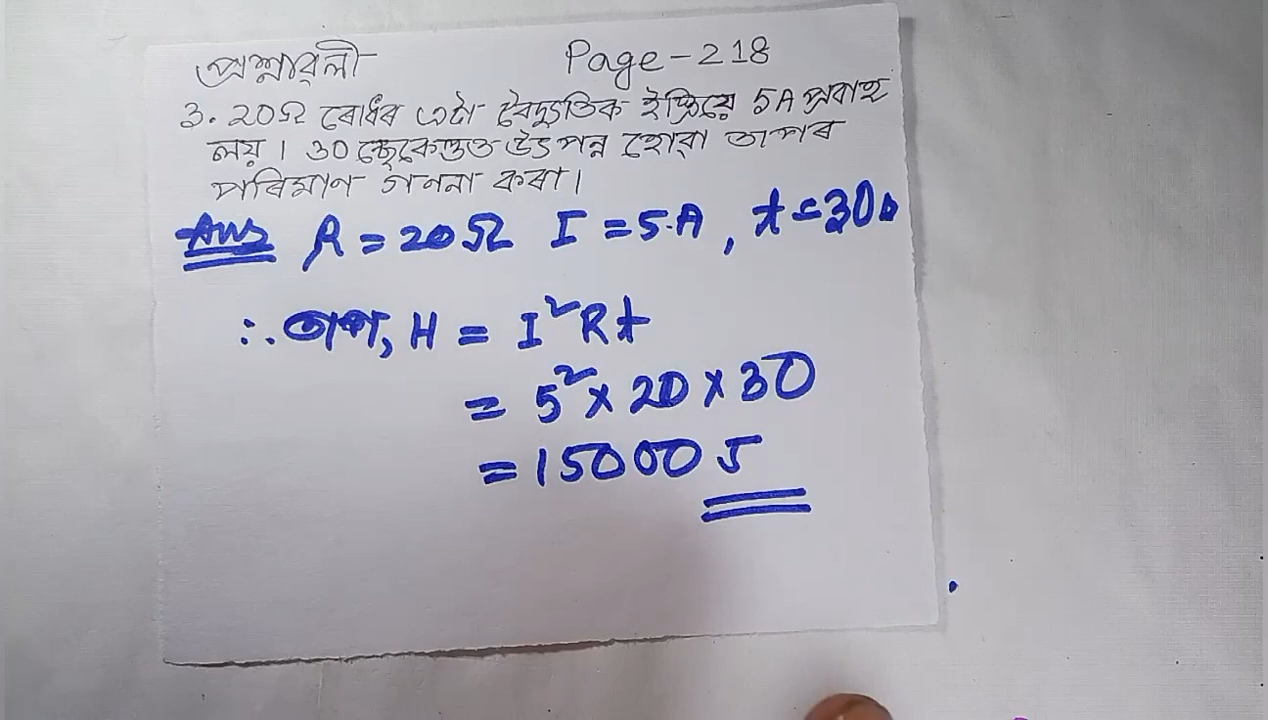 প্ৰশ্নাৱলী Page-218
3. 20Ω ৰোধৰ এটা বৈদ্যুতিক ইস্ত্ৰিয়ে 5A প্ৰবাহ
লয়। 30 ছেকেণ্ডত উৎপন্ন হোৱা তাপৰ
পৰিমাণ গণনা কৰা।
Ans R = 20Ω I = 5A, t = 30s
∴ তাপ, H = I²Rt
= 5² x 20 x 30
= 15000 J